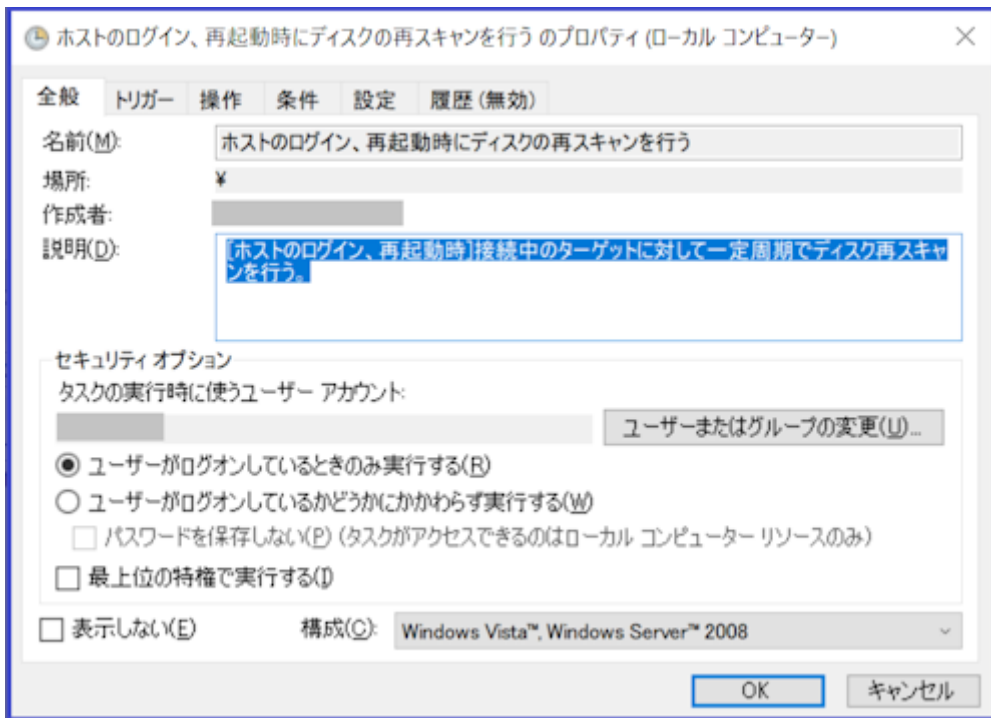 ホストのログイン、再起動時にディスクの再スキャンを行う のプロパティ (ローカル コンピューター)
全般 トリガー 操作 条件 設定 履歴 (無効)
名前(M): ホストのログイン、再起動時にディスクの再スキャンを行う
場所: ¥
作成者:
説明(D): [ホストのログイン、再起動時]接続中のターゲットに対して一定周期でディスク再スキャ
ンを行う。
セキュリティ オプション
タスクの実行時に使うユーザー アカウント:
ユーザーまたはグループの変更(U)...
ユーザーがログオンしているときのみ実行する(R)
ユーザーがログオンしているかどうかにかかわらず実行する(W)
パスワードを保存しない(P) (タスクがアクセスできるのはローカル コンピューター リソースのみ)
最上位の特権で実行する(I)
表示しない(E) 構成(C): Windows Vista™, Windows Server™ 2008
OK キャンセル